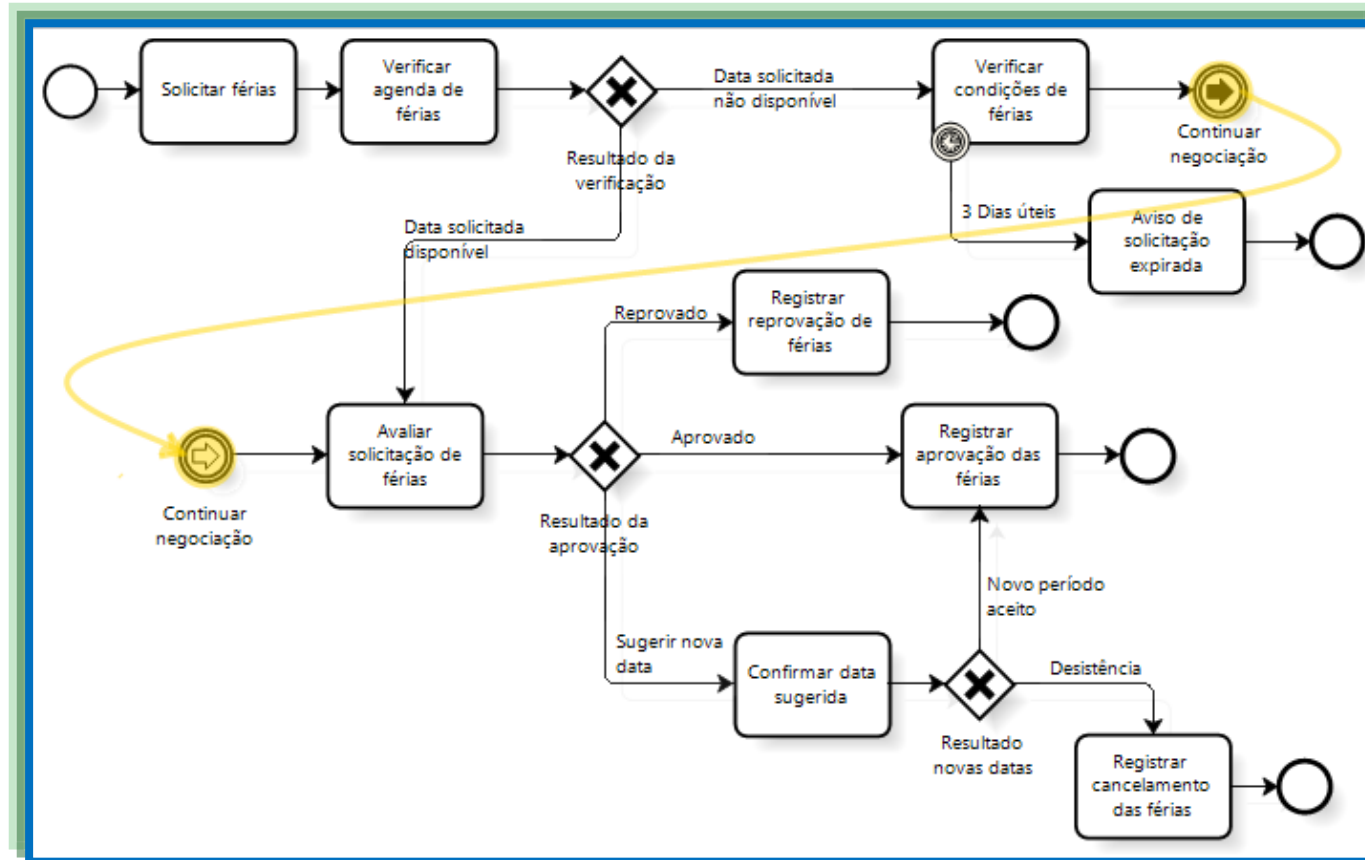 Solicitar férias
Verificar
agenda de
férias
Resultado da
verificação
Data solicitada
não disponível
Verificar
condições de
férias
Continuar
negociação
3 Dias úteis
Aviso de
solicitação
expirada
Data solicitada
disponível
Reprovado
Registrar
reprovação de
férias
Continuar
negociação
Avaliar
solicitação de
férias
Resultado da
aprovação
Aprovado
Registrar
aprovação das
férias
Novo período
aceito
Sugerir nova
data
Confirmar data
sugerida
Resultado
novas datas
Desistência
Registrar
cancelamento
das férias